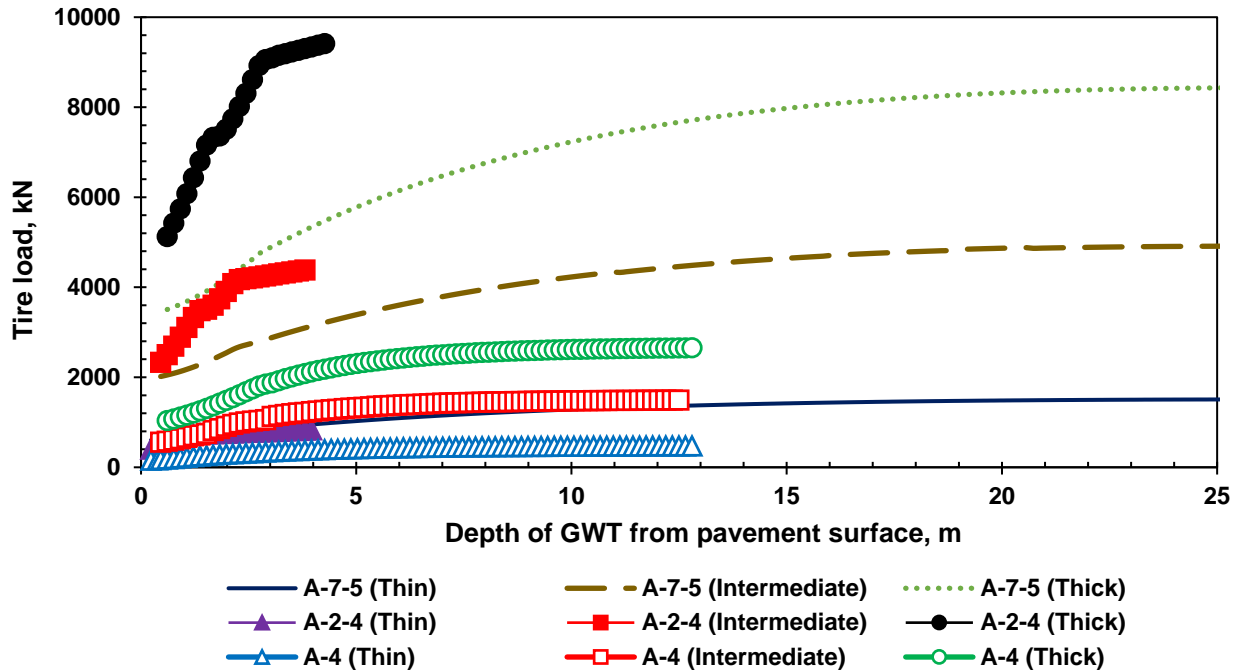 10000
8000
6000
4000
2000
0
Tire load, kN
0 5 10 15 20 25
Depth of GWT from pavement surface, m
A-7-5 (Thin) A-7-5 (Intermediate) A-7-5 (Thick)
A-2-4 (Thin) A-2-4 (Intermediate) A-2-4 (Thick)
A-4 (Thin) A-4 (Intermediate) A-4 (Thick)